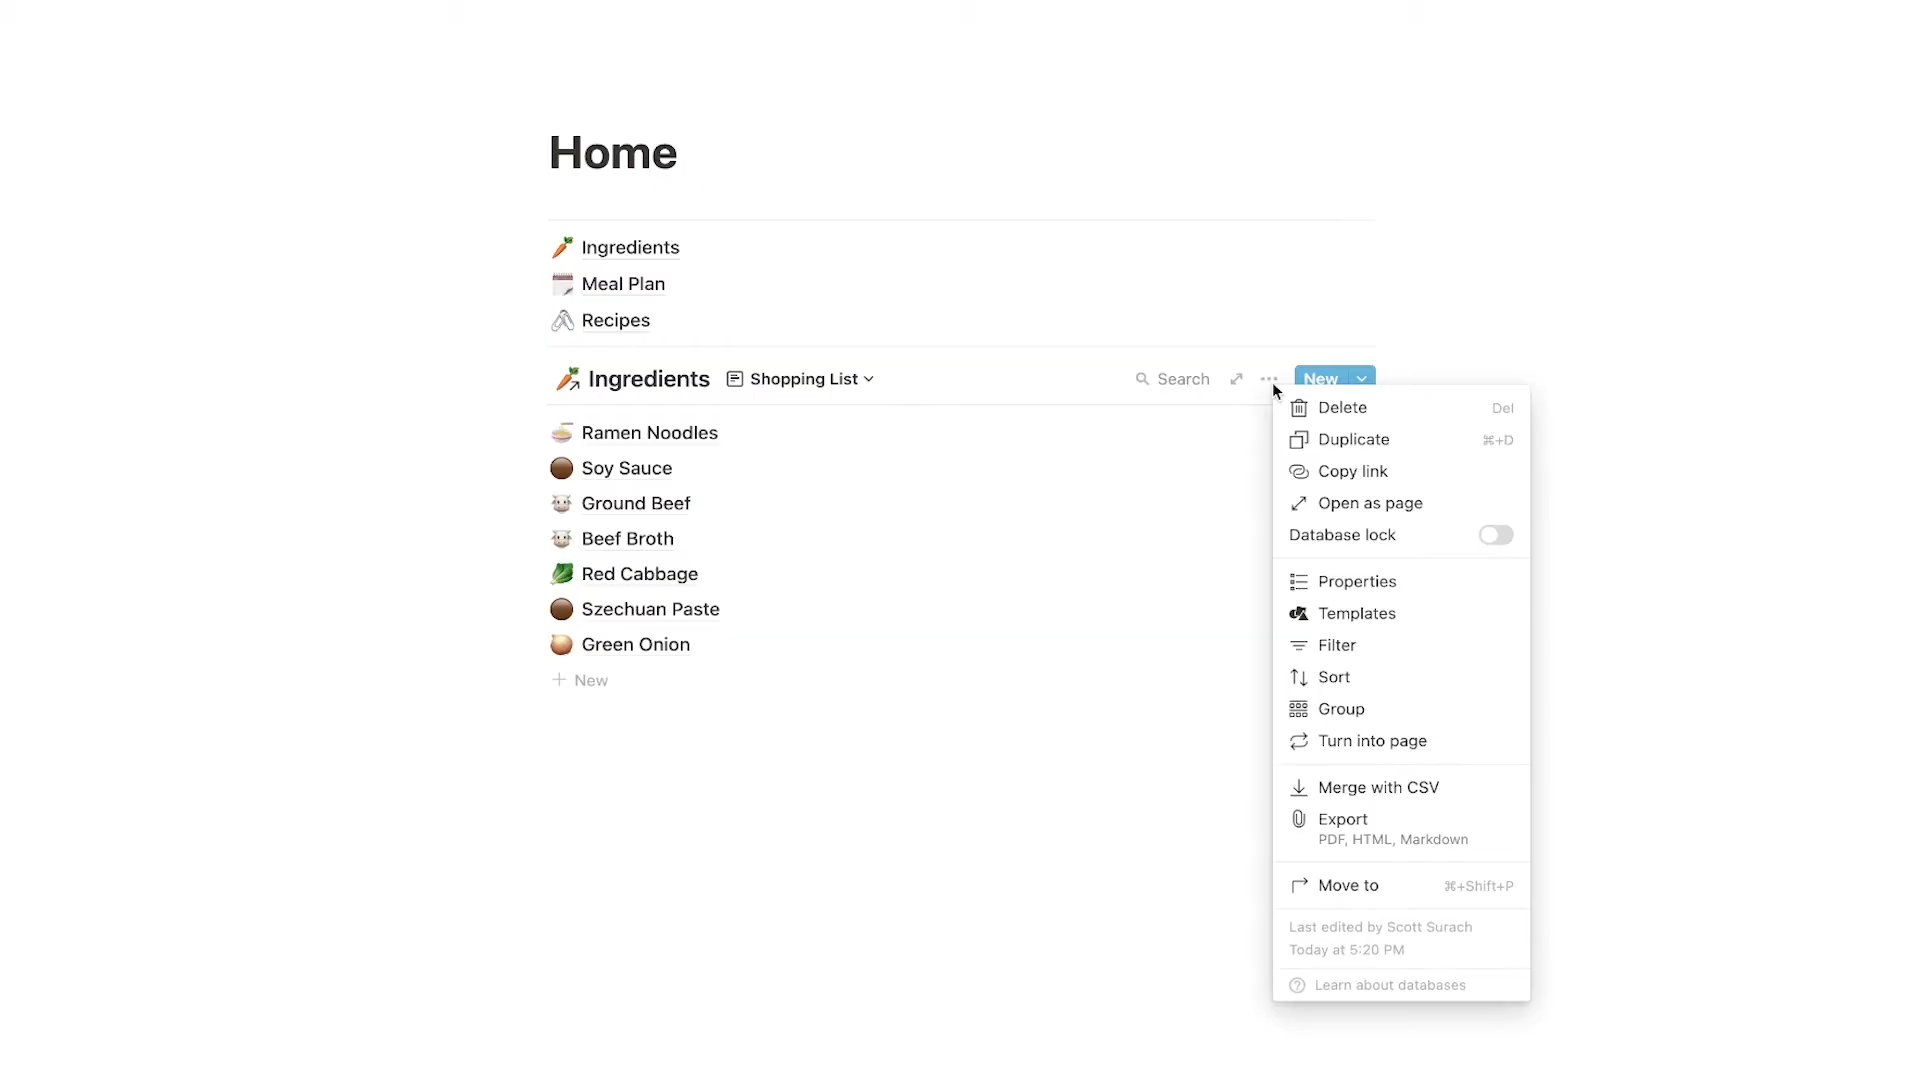 Home
Ingredients
Meal Plan
Recipes
Ingredients Shopping List Search New
Ramen Noodles
Soy Sauce
Ground Beef
Beef Broth
Red Cabbage
Szechuan Paste
Green Onion
New
Delete Del
Duplicate ⌘+D
Copy link
Open as page
Database lock
Properties
Templates
Filter
Sort
Group
Turn into page
Merge with CSV
Export
PDF, HTML, Markdown
Move to ⌘+Shift+P
Last edited by Scott Surach
Today at 5:20 PM
Learn about databases